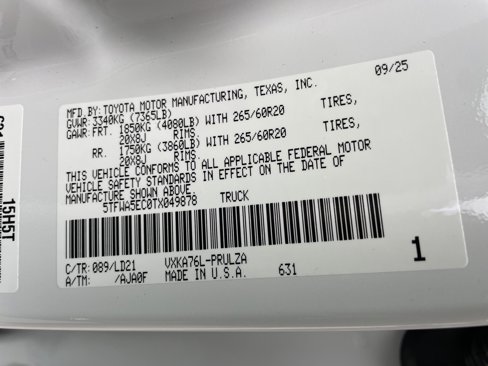 MFD.BY: TOYOTA MOTOR MANUFACTURING, TEXAS, INC. 09/25
GVWR: 3340KG (7365LB)
GAWR: FRT. 1850KG (4080LB) WITH 265/60R20 TIRES,
20X8J RIMS,
RR. 1750KG (3860LB) WITH 265/60R20 TIRES,
20X8J RIMS.
THIS VEHICLE CONFORMS TO ALL APPLICABLE FEDERAL MOTOR
VEHICLE SAFETY STANDARDS IN EFFECT ON THE DATE OF
MANUFACTURE SHOWN ABOVE.
5TFWA5EC0TX049878 TRUCK
C/TR: 089/LD21 VXKA76L-PRULZA
A/TM: /AJA0F MADE IN U.S.A. 631
1
15H5T